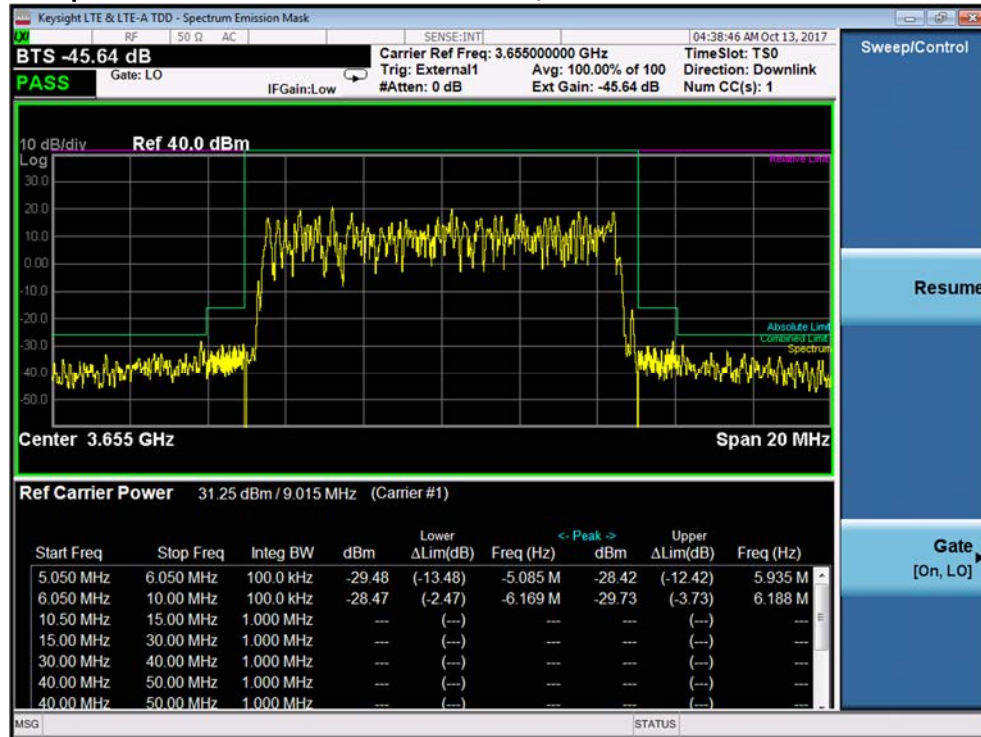 Keysight LTE & LTE-A TDD - Spectrum Emission Mask
LXI RF 50 Ω AC SENSE:INT 04:38:46 AM Oct 13, 2017
BTS -45.64 dB Carrier Ref Freq: 3.655000000 GHz TimeSlot: TS0
Gate: LO Trig: External1 Avg: 100.00% of 100 Direction: Downlink
PASS IFGain:Low #Atten: 0 dB Ext Gain: -45.64 dB Num CC(s): 1
Sweep/Control
10 dB/div Ref 40.0 dBm
Log
Relative Limit
30.0
20.0
10.0
0.00
-10.0
-20.0
Absolute Limit
Combined Limit
-30.0
Spectrum
-40.0
-50.0
Center 3.655 GHz Span 20 MHz
Resume
Ref Carrier Power 31.25 dBm / 9.015 MHz (Carrier #1)
Lower <- Peak -> Upper
Start Freq Stop Freq Integ BW dBm ΔLim(dB) Freq (Hz) dBm ΔLim(dB) Freq (Hz)
5.050 MHz 6.050 MHz 100.0 kHz -29.48 (-13.48) -5.085 M -28.42 (-12.42) 5.935 M
6.050 MHz 10.00 MHz 100.0 kHz -28.47 (-2.47) -6.169 M -29.73 (-3.73) 6.188 M
10.50 MHz 15.00 MHz 1.000 MHz --- (---) --- --- (---) ---
15.00 MHz 30.00 MHz 1.000 MHz --- (---) --- --- (---) ---
30.00 MHz 40.00 MHz 1.000 MHz --- (---) --- --- (---) ---
40.00 MHz 50.00 MHz 1.000 MHz --- (---) --- --- (---) ---
40.00 MHz 50.00 MHz 1.000 MHz --- (---) --- --- (---) ---
Gate
[On, LO]
MSG STATUS